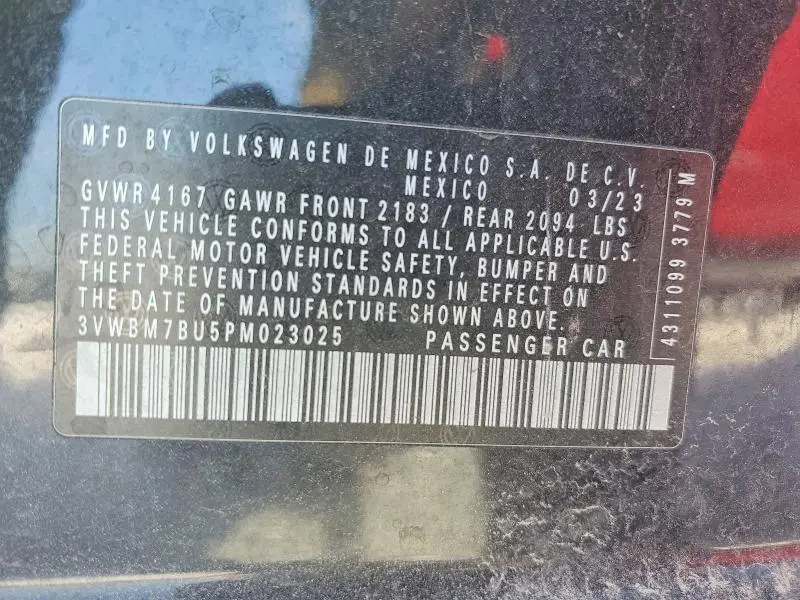 MFD BY VOLKSWAGEN DE MEXICO S.A. DE C.V.
MEXICO 03/23
GVWR 4167 GAWR FRONT 2183 / REAR 2094 LBS
THIS VEHICLE CONFORMS TO ALL APPLICABLE U.S.
FEDERAL MOTOR VEHICLE SAFETY, BUMPER AND
THEFT PREVENTION STANDARDS IN EFFECT ON
THE DATE OF MANUFACTURE SHOWN ABOVE.
3VWBM7BU5PM023025 PASSENGER CAR
4311099 3779 M